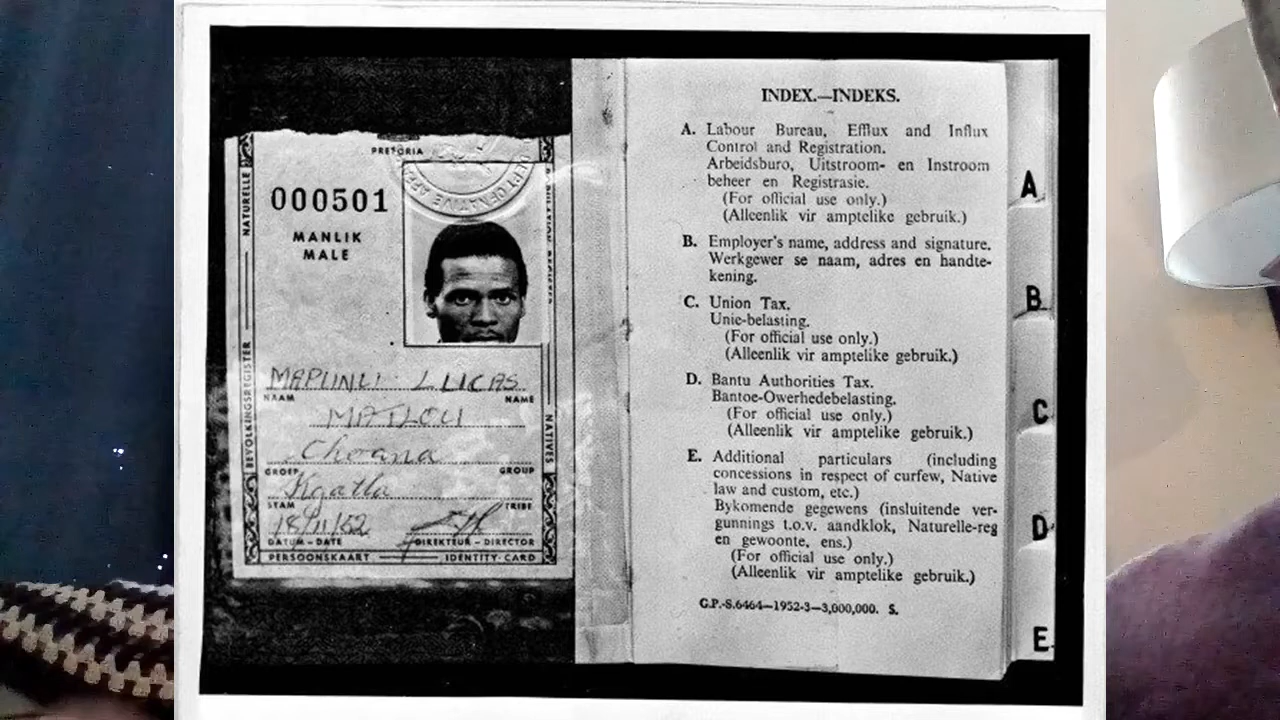 PRETORIA
DEPT OF NATIVE
NATURELLE
BEVOLKINGSREGISTER
NATIVES
000501
MANLIK
MALE
LUCAS
NAAM NAME
Choana
GROEP GROUP
Kgatla
STAM TRIBE
18/11/52
DATUM-DATE DIREKTEUR-DIRECTOR
PERSOONSKAART IDENTITY-CARD
INDEX.—INDEKS.
A. Labour Bureau, Efflux and Influx
Control and Registration.
Arbeidsburo, Uitstroom- en Instroom
beheer en Registrasie.
(For official use only.)
(Alleenlik vir amptelike gebruik.)
B. Employer's name, address and signature.
Werkgewer se naam, adres en handte-
kening.
C. Union Tax.
Unie-belasting.
(For official use only.)
(Alleenlik vir amptelike gebruik.)
D. Bantu Authorities Tax.
Bantoe-Owerhedebelasting.
(For official use only.)
(Alleenlik vir amptelike gebruik.)
E. Additional particulars (including
concessions in respect of curfew, Native
law and custom, etc.)
Bykomende gegewens (insluitende ver-
gunnings t.o.v. aandklok, Naturelle-reg
en gewoonte, ens.)
(For official use only.)
(Alleenlik vir amptelike gebruik.)
G.P.-S.6464—1952-3—3,000,000. S.
A
B
C
D
E